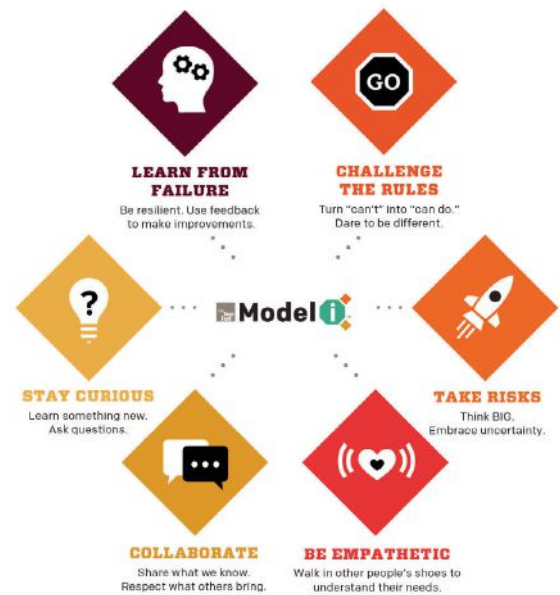 GO
LEARN FROM
FAILURE
Be resilient. Use feedback
to make improvements.
CHALLENGE
THE RULES
Turn "can't" into "can do."
Dare to be different.
?
STAY CURIOUS
Learn something new.
Ask questions.
Model i
TAKE RISKS
Think BIG.
Embrace uncertainty.
COLLABORATE
Share what we know.
Respect what others bring.
BE EMPATHETIC
Walk in other people's shoes to
understand their needs.